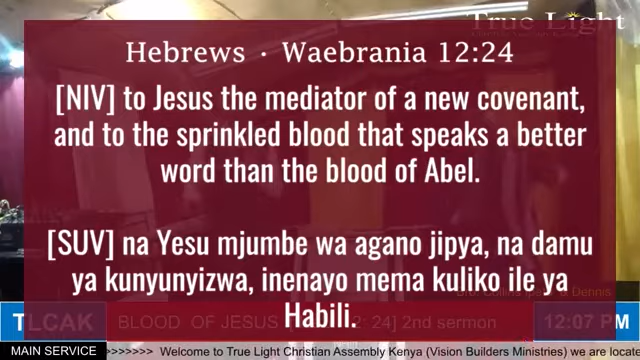 True Light
Hebrews · Waebrania 12:24
[NIV] to Jesus the mediator of a new covenant,
and to the sprinkled blood that speaks a better
word than the blood of Abel.
[SUV] na Yesu mjumbe wa agano jipya, na damu
ya kunyunyizwa, inenayo mema kuliko ile ya
Habili.
& Dennis
TLCAK BLOOD OF JESUS 24] 2nd sermon 12:07 PM
MAIN SERVICE >>>>>>> Welcome to True Light Christian Assembly Kenya (Vision Builders Ministries) we are locat